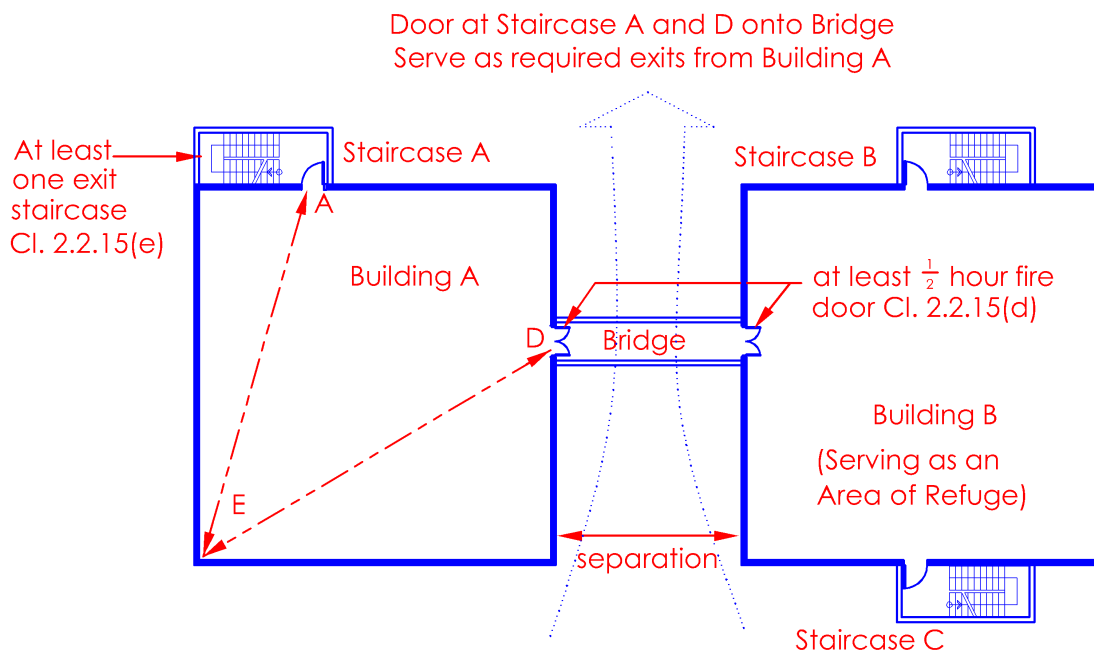 Door at Staircase A and D onto Bridge
Serve as required exits from Building A
At least
one exit
staircase
Cl. 2.2.15(e)
Staircase A
A
Building A
Staircase B
at least 1/2 hour fire
door Cl. 2.2.15(d)
D
Bridge
Building B
(Serving as an
Area of Refuge)
E
separation
Staircase C